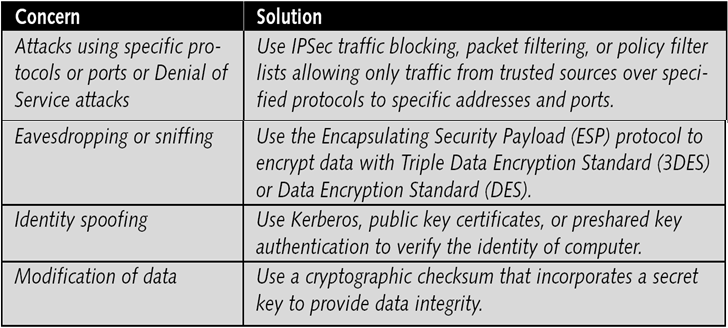 Concern
Solution
Attacks using specific pro-
tocols or ports or Denial of
Service attacks
Use IPSec traffic blocking, packet filtering, or policy filter
lists allowing only traffic from trusted sources over speci-
fied protocols to specific addresses and ports.
Eavesdropping or sniffing
Use the Encapsulating Security Payload (ESP) protocol to
encrypt data with Triple Data Encryption Standard (3DES)
or Data Encryption Standard (DES).
Identity spoofing
Use Kerberos, public key certificates, or preshared key
authentication to verify the identity of computer.
Modification of data
Use a cryptographic checksum that incorporates a secret
key to provide data integrity.